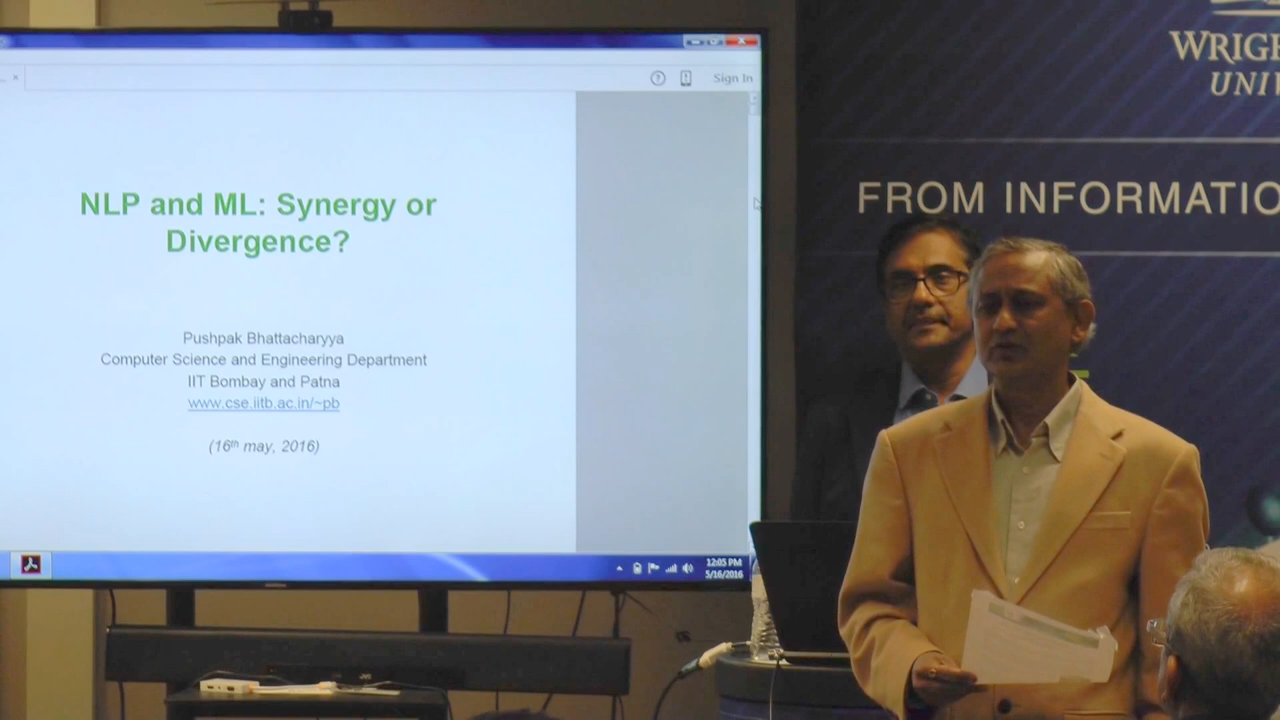 Sign In
NLP and ML: Synergy or
Divergence?
Pushpak Bhattacharyya
Computer Science and Engineering Department
IIT Bombay and Patna
www.cse.iitb.ac.in/~pb
(16th may, 2016)
12:05 PM
5/16/2016
WRIGH
UNIV
FROM INFORMATIO